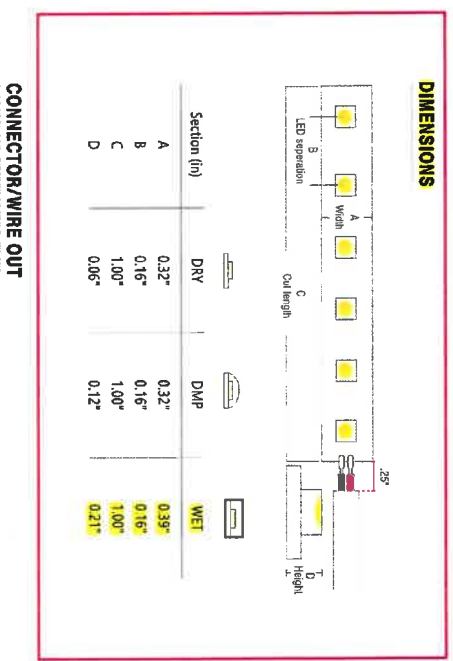 DIMENSIONS
.25"
A
Width
B
LED seperation
C
Cut length
D
Height
Section (in) DRY DMP WET
A 0.32" 0.32" 0.39"
B 0.16" 0.16" 0.16"
C 1.00" 1.00" 1.00"
D 0.06" 0.12" 0.21"
CONNECTOR/WIRE OUT